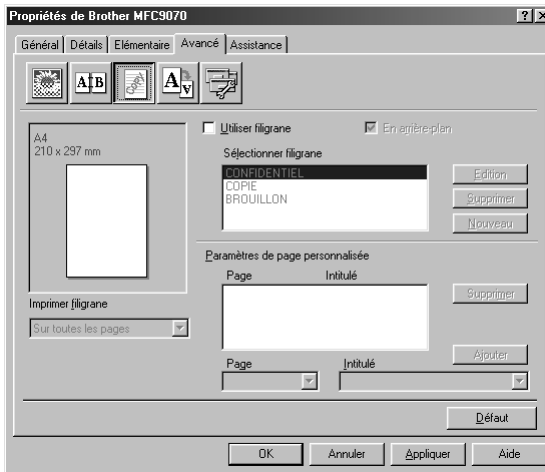 Propriétés de Brother MFC9070
Général Détails Elémentaire Avancé Assistance
A B
Copy
A A
A4
210 x 297 mm
Utiliser filigrane
En arrière-plan
Sélectionner filigrane
CONFIDENTIEL
COPIE
BROUILLON
Edition
Supprimer
Nouveau
Paramètres de page personnalisée
Page Intitulé
Supprimer
Ajouter
Page Intitulé
Imprimer filigrane
Sur toutes les pages
Défaut
OK Annuler Appliquer Aide